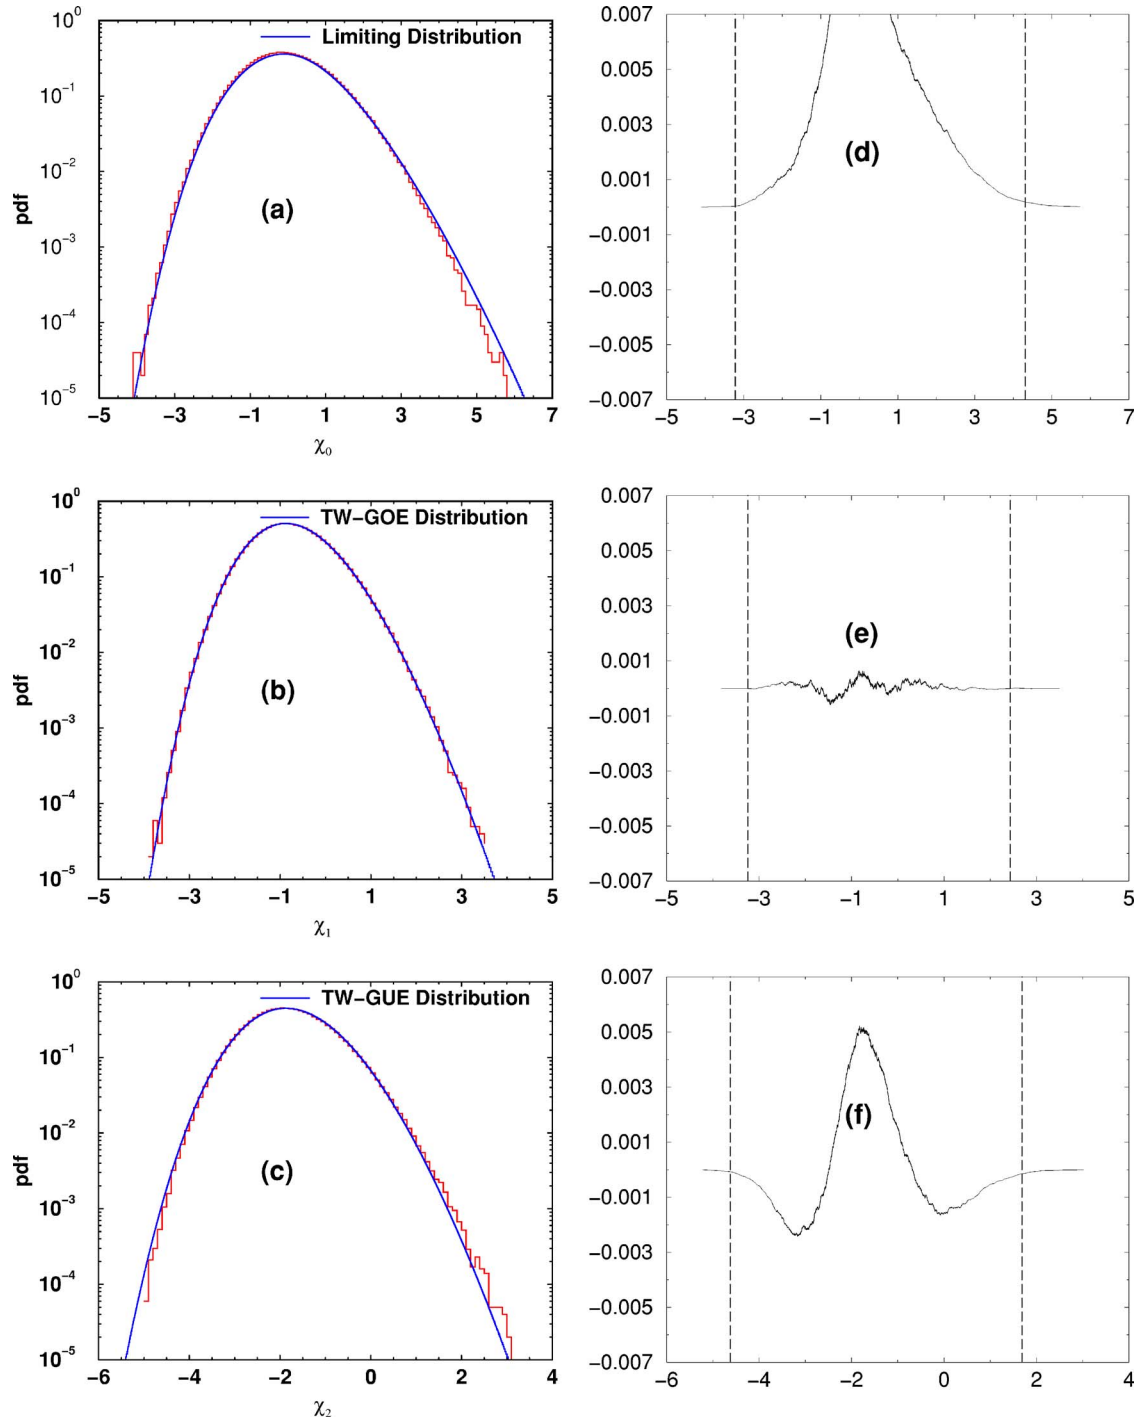 10^0
10^−1
10^−2
10^−3
10^−4
10^−5
pdf
Limiting Distribution
(a)
−5 −3 −1 1 3 5 7
χ_0
0.007
0.005
0.003
0.001
−0.001
−0.003
−0.005
−0.007
(d)
−5 −3 −1 1 3 5 7
10^0
10^−1
10^−2
10^−3
10^−4
10^−5
pdf
TW−GOE Distribution
(b)
−5 −3 −1 1 3 5
χ_1
0.007
0.005
0.003
0.001
−0.001
−0.003
−0.005
−0.007
(e)
−5 −3 −1 1 3 5
10^0
10^−1
10^−2
10^−3
10^−4
10^−5
pdf
TW−GUE Distribution
(c)
−6 −4 −2 0 2 4
χ_2
0.007
0.005
0.003
0.001
−0.001
−0.003
−0.005
−0.007
(f)
−6 −4 −2 0 2 4